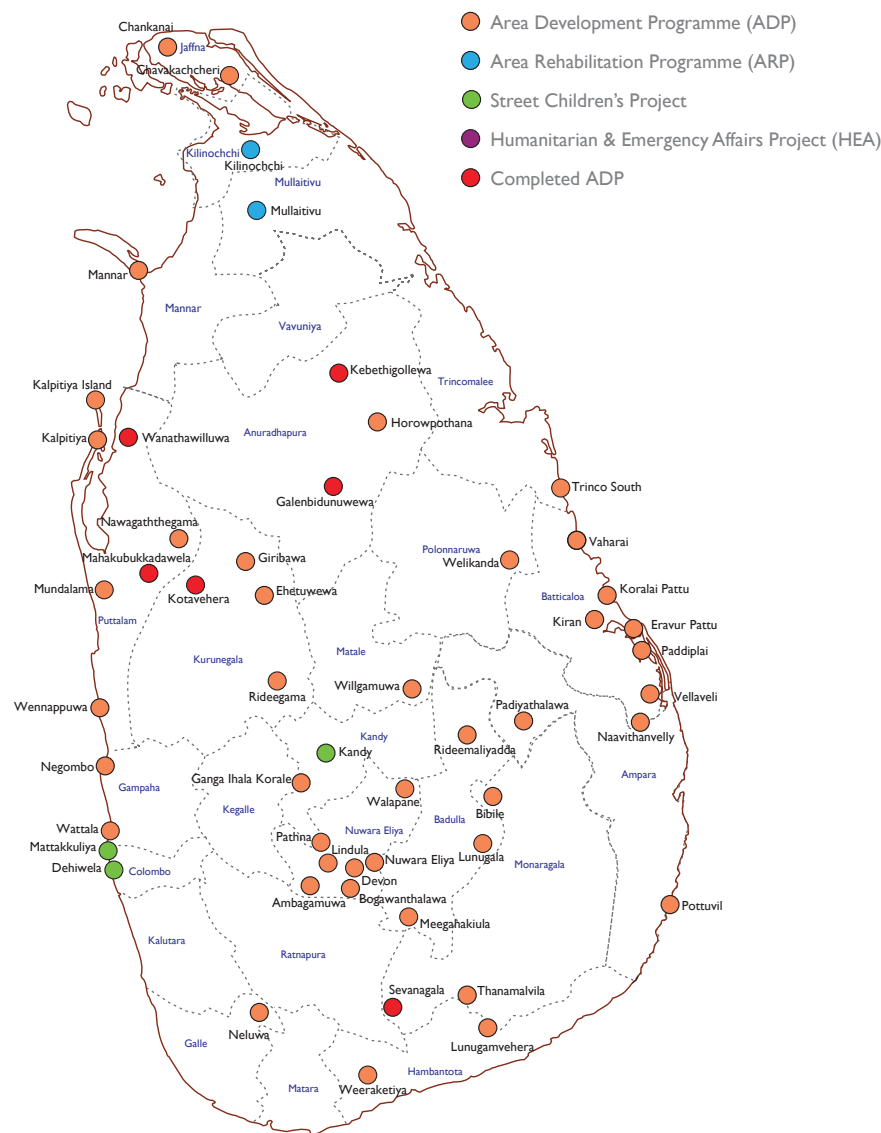 Chankanai
Jaffna
Chavakachcheri
Area Development Programme (ADP)
Area Rehabilitation Programme (ARP)
Street Children's Project
Humanitarian & Emergency Affairs Project (HEA)
Completed ADP
Kilinochchi
Kilinochchi
Mullaitivu
Mullaitivu
Mannar
Mannar
Vavuniya
Kebethigollewa
Trincomalee
Kalpitiya Island
Horowpothana
Anuradhapura
Kalpitiya
Wanathawilluwa
Galenbidunuwewa
Trinco South
Nawagaththegama
Vaharai
Mahakubukkadawela
Giribawa
Polonnaruwa
Welikanda
Mundalama
Kotavehera
Ehetuwewa
Batticaloa
Koralai Pattu
Puttalam
Kiran
Eravur Pattu
Kurunegala
Matale
Paddiplai
Rideegama
Willgamuwa
Vellaveli
Wennappuwa
Padiyathalawa
Naavithanvelly
Kandy
Kandy
Rideemaliyadda
Negombo
Gampaha
Ganga Ihala Korale
Ampara
Kegalle
Walapane
Bibile
Badulla
Wattala
Nuwara Eliya
Pathna
Mattakkuliya
Lindula
Lunugala
Dehiwela
Colombo
Nuwara Eliya
Monaragala
Devon
Ambagamuwa
Bogawanthalawa
Pottuvil
Meegahakiula
Kalutara
Ratnapura
Sevanagala
Thanamalvila
Neluwa
Galle
Lunugamvehera
Hambantota
Matara
Weeraketiya